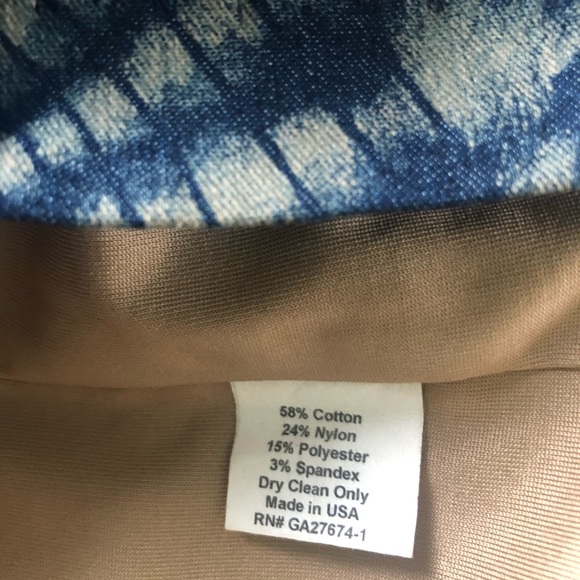 58% Cotton
24% Nylon
15% Polyester
3% Spandex
Dry Clean Only
Made in USA
RN# GA27674-1